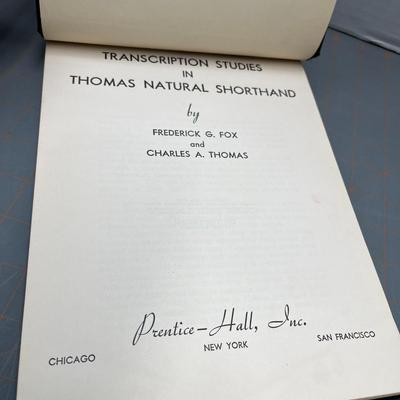 TRANSCRIPTION STUDIES
IN
THOMAS NATURAL SHORTHAND
by
FREDERICK G. FOX
and
CHARLES A. THOMAS
Prentice-Hall, Inc.
CHICAGO NEW YORK SAN FRANCISCO